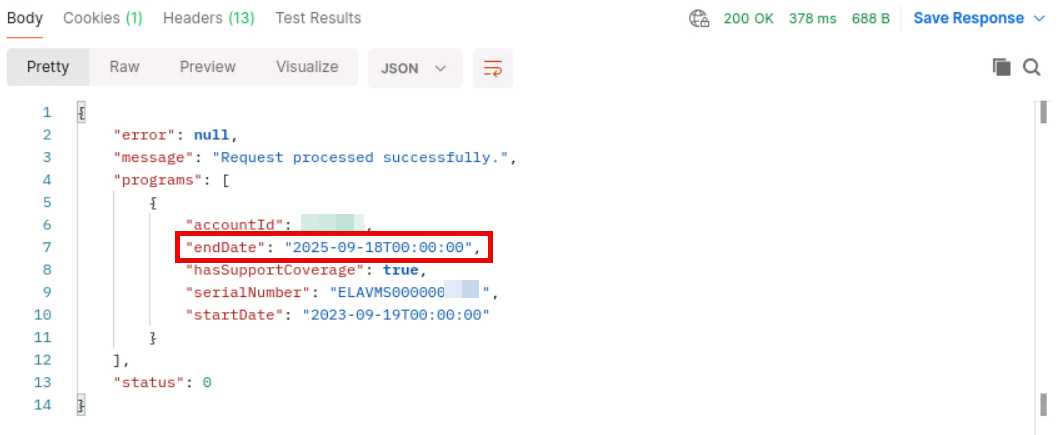 Body Cookies (1) Headers (13) Test Results 200 OK 378 ms 688 B Save Response
Pretty Raw Preview Visualize JSON
1 {
2 "error": null,
3 "message": "Request processed successfully.",
4 "programs": [
5 {
6 "accountId": ,
7 "endDate": "2025-09-18T00:00:00",
8 "hasSupportCoverage": true,
9 "serialNumber": "ELAVMS000000 ",
10 "startDate": "2023-09-19T00:00:00"
11 }
12 ],
13 "status": 0
14 }